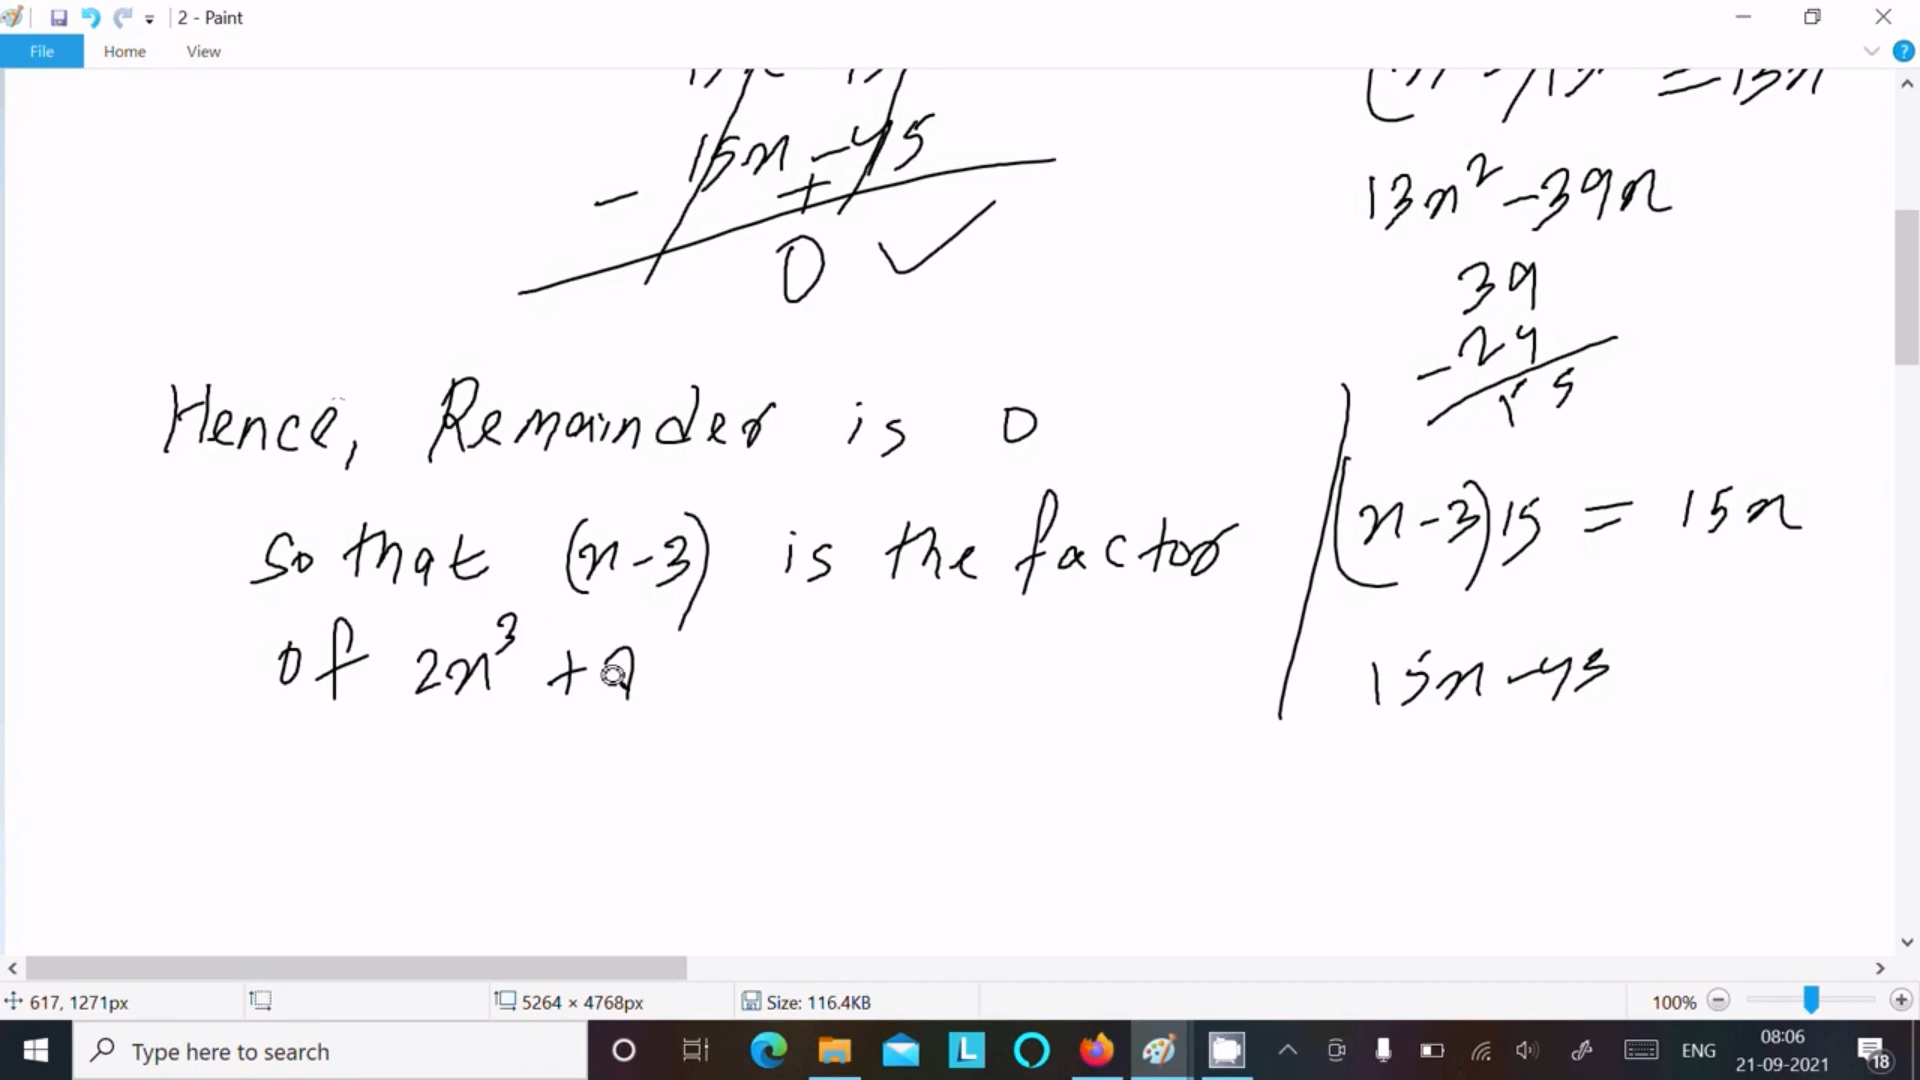 2 - Paint
File Home View
15x - 45
- +
0
Hence, Remainder is 0
so that (x-3) is the factor
of 2x³ +
13x² -39x
39
-24
15
(x-3)15 = 15x
15x -45
617, 1271px
5264 × 4768px
Size: 116.4KB
100%
Type here to search
L
ENG
08:06
21-09-2021
18